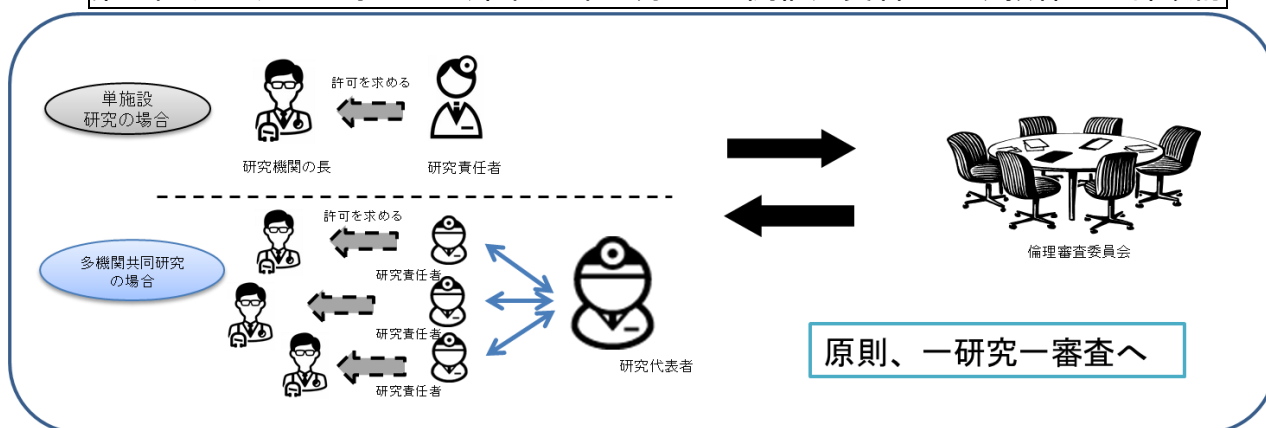 単施設
研究の場合
許可を求める
研究機関の長
研究責任者
多機関共同研究
の場合
許可を求める
研究責任者
研究責任者
研究責任者
研究代表者
倫理審査委員会
原則、一研究一審査へ